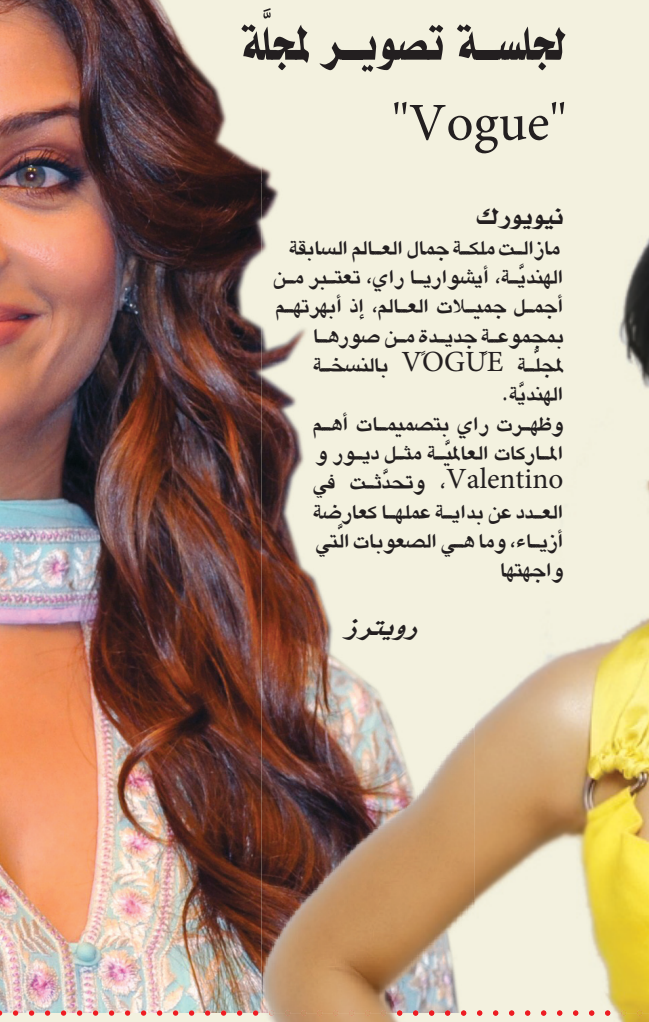 لجلسة تصوير لمجلَّة
"Vogue"
نيويورك
مازالت ملكة جمال العالم السابقة
الهنديَّة، أيشواريا راي، تعتبر من
أجمل جميلات العالم، إذ أبهرتهم
بمجموعة جديدة من صورها
لمجلَّة VOGUE بالنسخة
الهنديَّة.
وظهرت راي بتصميمات أهم
الماركات العالميَّة مثل ديور و
Valentino، وتحدَّثت في
العدد عن بداية عملها كعارضة
أزياء، وما هي الصعوبات الَّتي
واجهتها
رويترز